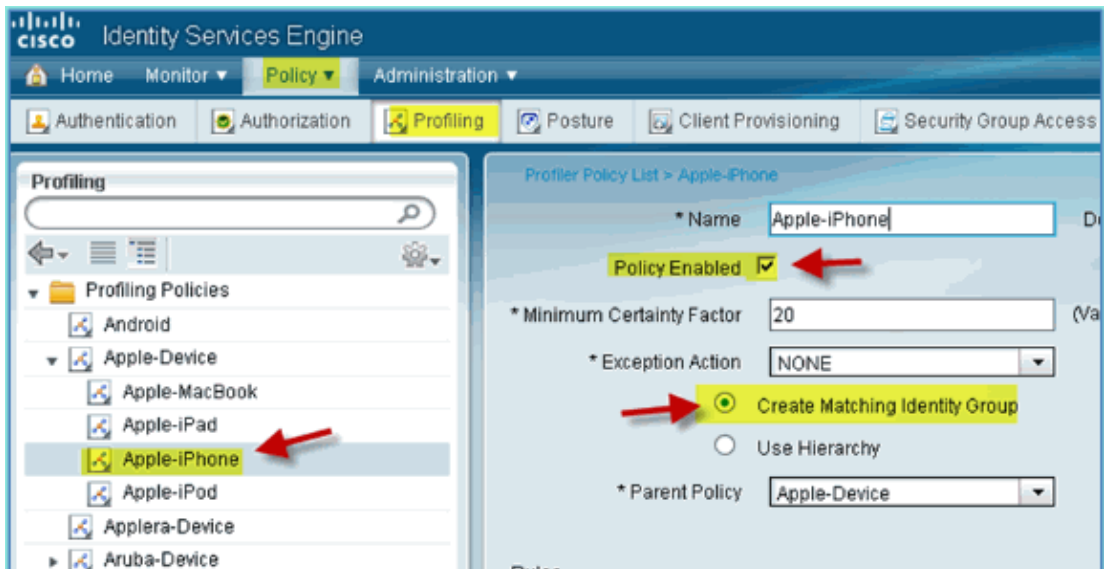 CISCO Identity Services Engine
Home Monitor Policy Administration
Authentication Authorization Profiling Posture Client Provisioning Security Group Access
Profiling
Profiler Policy List > Apple-iPhone
* Name Apple-iPhone
Policy Enabled
* Minimum Certainty Factor 20 (Va
* Exception Action NONE
Create Matching Identity Group
Use Hierarchy
* Parent Policy Apple-Device
Profiling Policies
Android
Apple-Device
Apple-MacBook
Apple-iPad
Apple-iPhone
Apple-iPod
Applera-Device
Aruba-Device